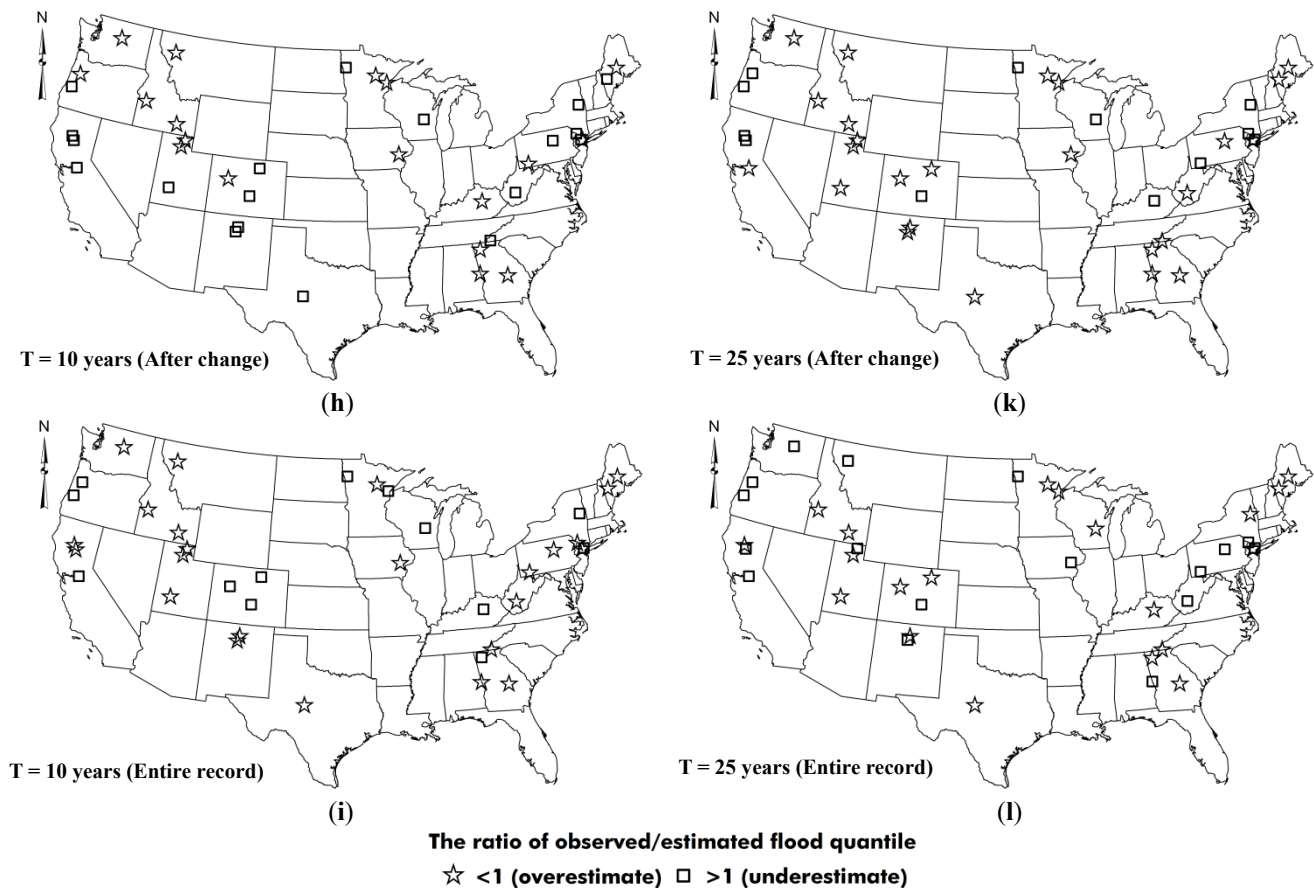 N
N
T = 10 years (After change)
T = 25 years (After change)
(h)
(k)
N
N
T = 10 years (Entire record)
T = 25 years (Entire record)
(i)
(l)
The ratio of observed/estimated flood quantile
<1 (overestimate) >1 (underestimate)